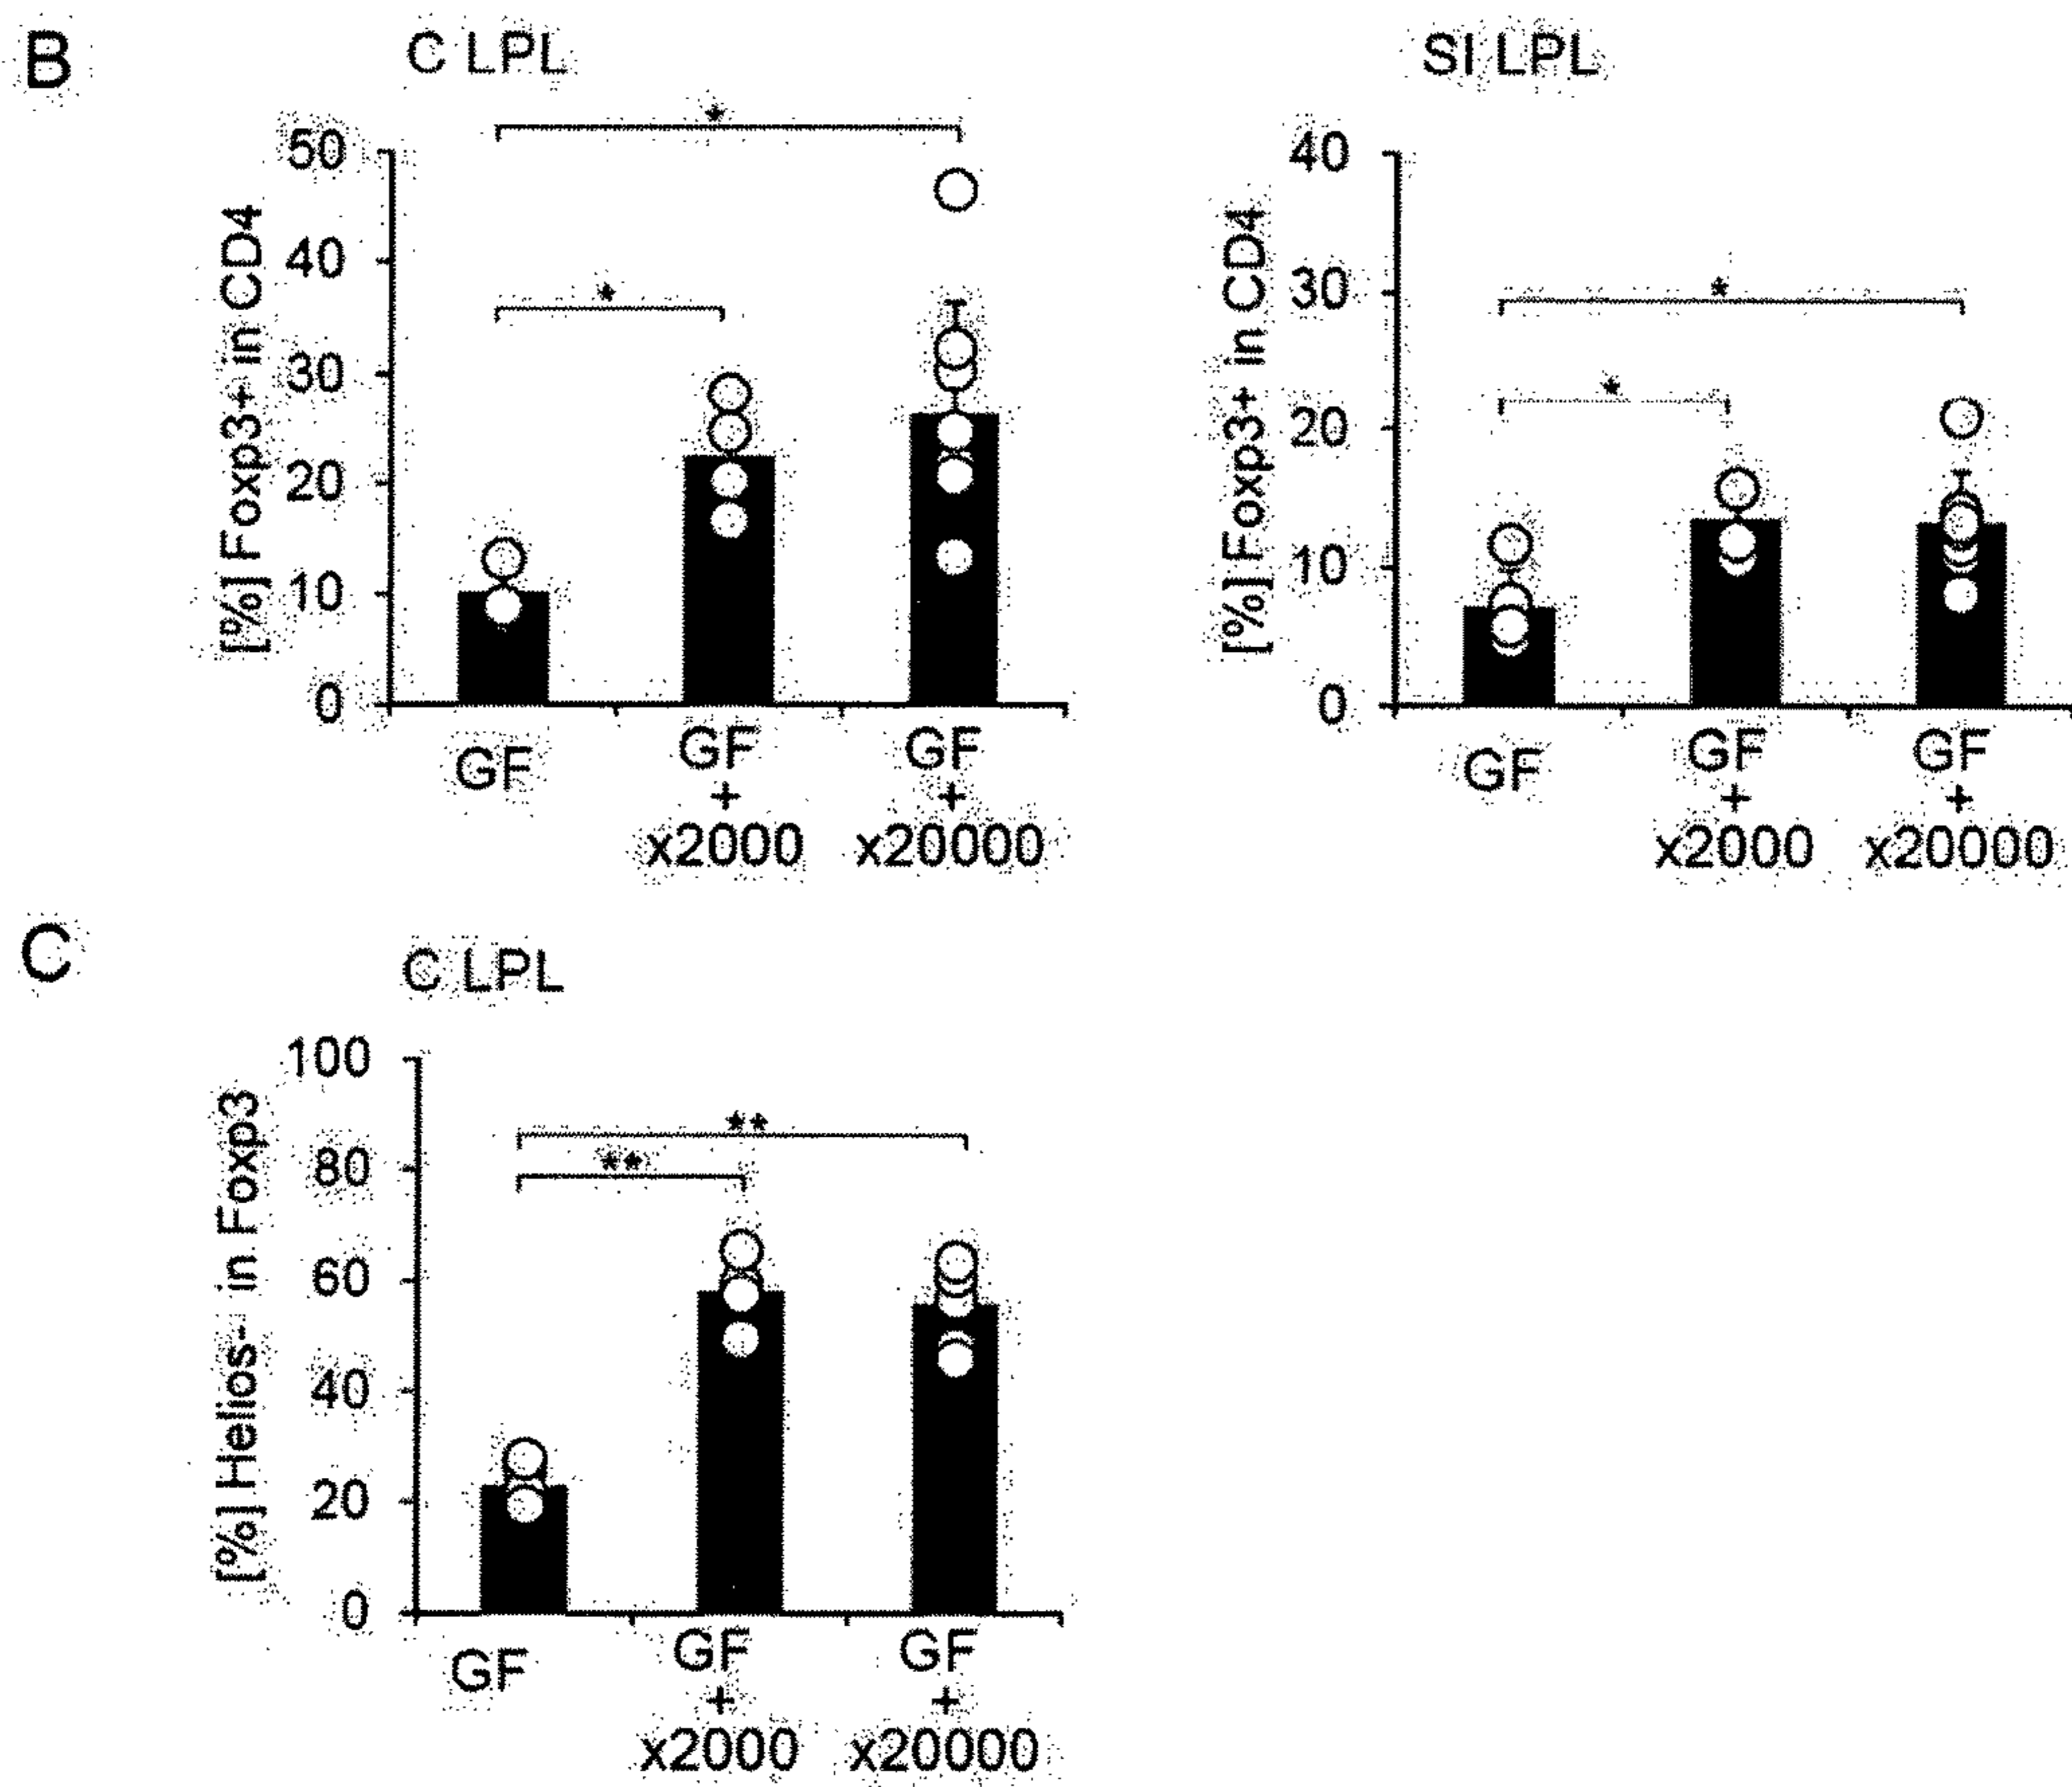 B
C LPL
[%] Foxp3+ in CD4
50
40
30
20
10
0
*
*
GF
GF
+
x2000
GF
+
x20000
SI LPL
[%] Foxp3+ in CD4
40
30
20
10
0
*
*
GF
GF
+
x2000
GF
+
x20000
C
C LPL
[%] Helios- in Foxp3
100
80
60
40
20
0
**
**
GF
GF
+
x2000
GF
+
x20000